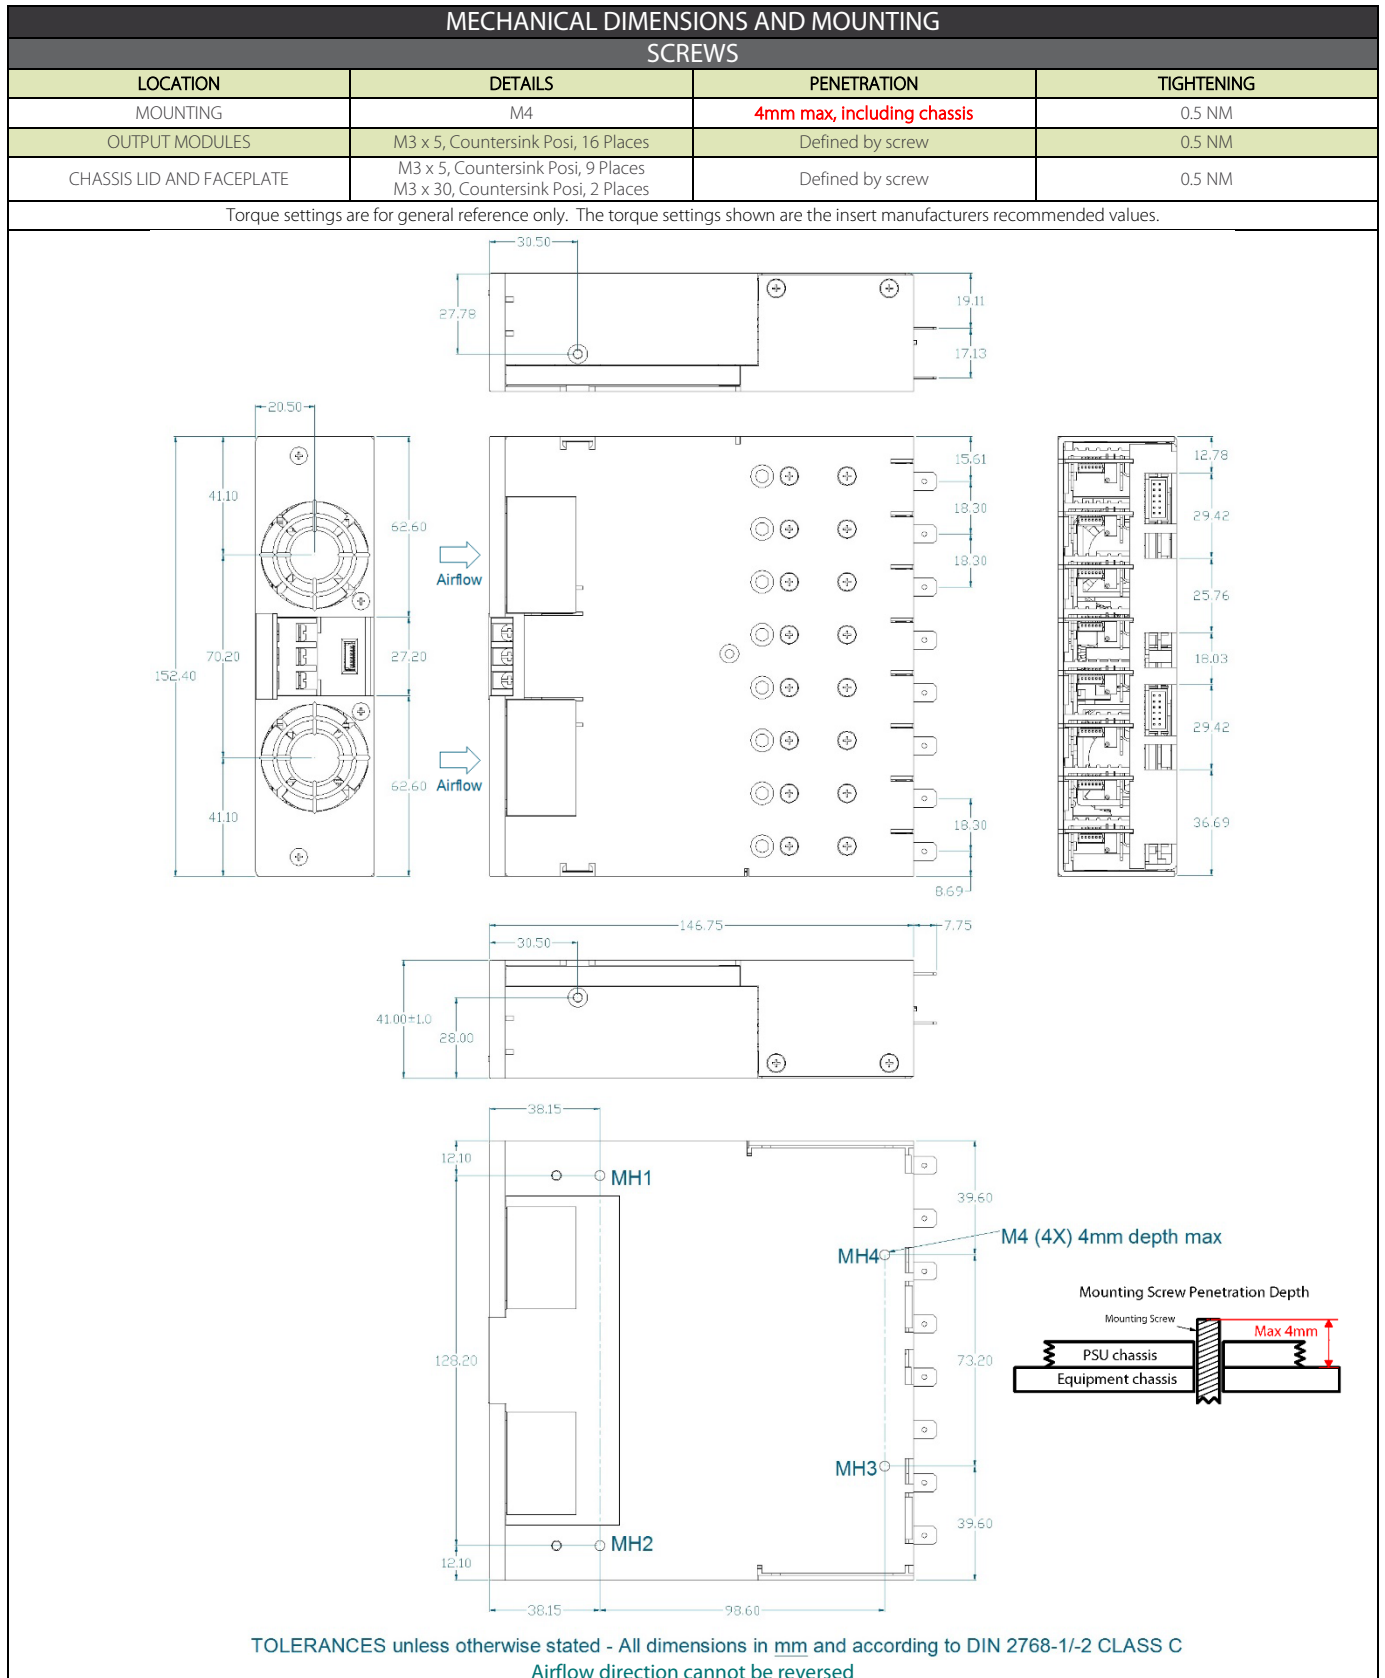 MECHANICAL DIMENSIONS AND MOUNTING
SCREWS
LOCATION DETAILS PENETRATION TIGHTENING
MOUNTING M4 4mm max, including chassis 0.5 NM
OUTPUT MODULES M3 x 5, Countersink Posi, 16 Places Defined by screw 0.5 NM
CHASSIS LID AND FACEPLATE M3 x 5, Countersink Posi, 9 Places
M3 x 30, Countersink Posi, 2 Places Defined by screw 0.5 NM
Torque settings are for general reference only. The torque settings shown are the insert manufacturers recommended values.
30.50
27.78
19.11
17.13
20.50
41.10
62.60
70.20
152.40
27.20
62.60
41.10
Airflow
Airflow
15.61
18.30
18.30
18.30
8.69
12.78
29.42
25.76
18.03
29.42
36.69
146.75
7.75
30.50
41.00±1.0
28.00
38.15
12.10
MH1
39.60
M4 (4X) 4mm depth max
MH4
Mounting Screw Penetration Depth
Mounting Screw
Max 4mm
PSU chassis
Equipment chassis
128.20
73.20
MH3
39.60
MH2
12.10
38.15
98.60
TOLERANCES unless otherwise stated - All dimensions in mm and according to DIN 2768-1/-2 CLASS C
Airflow direction cannot be reversed